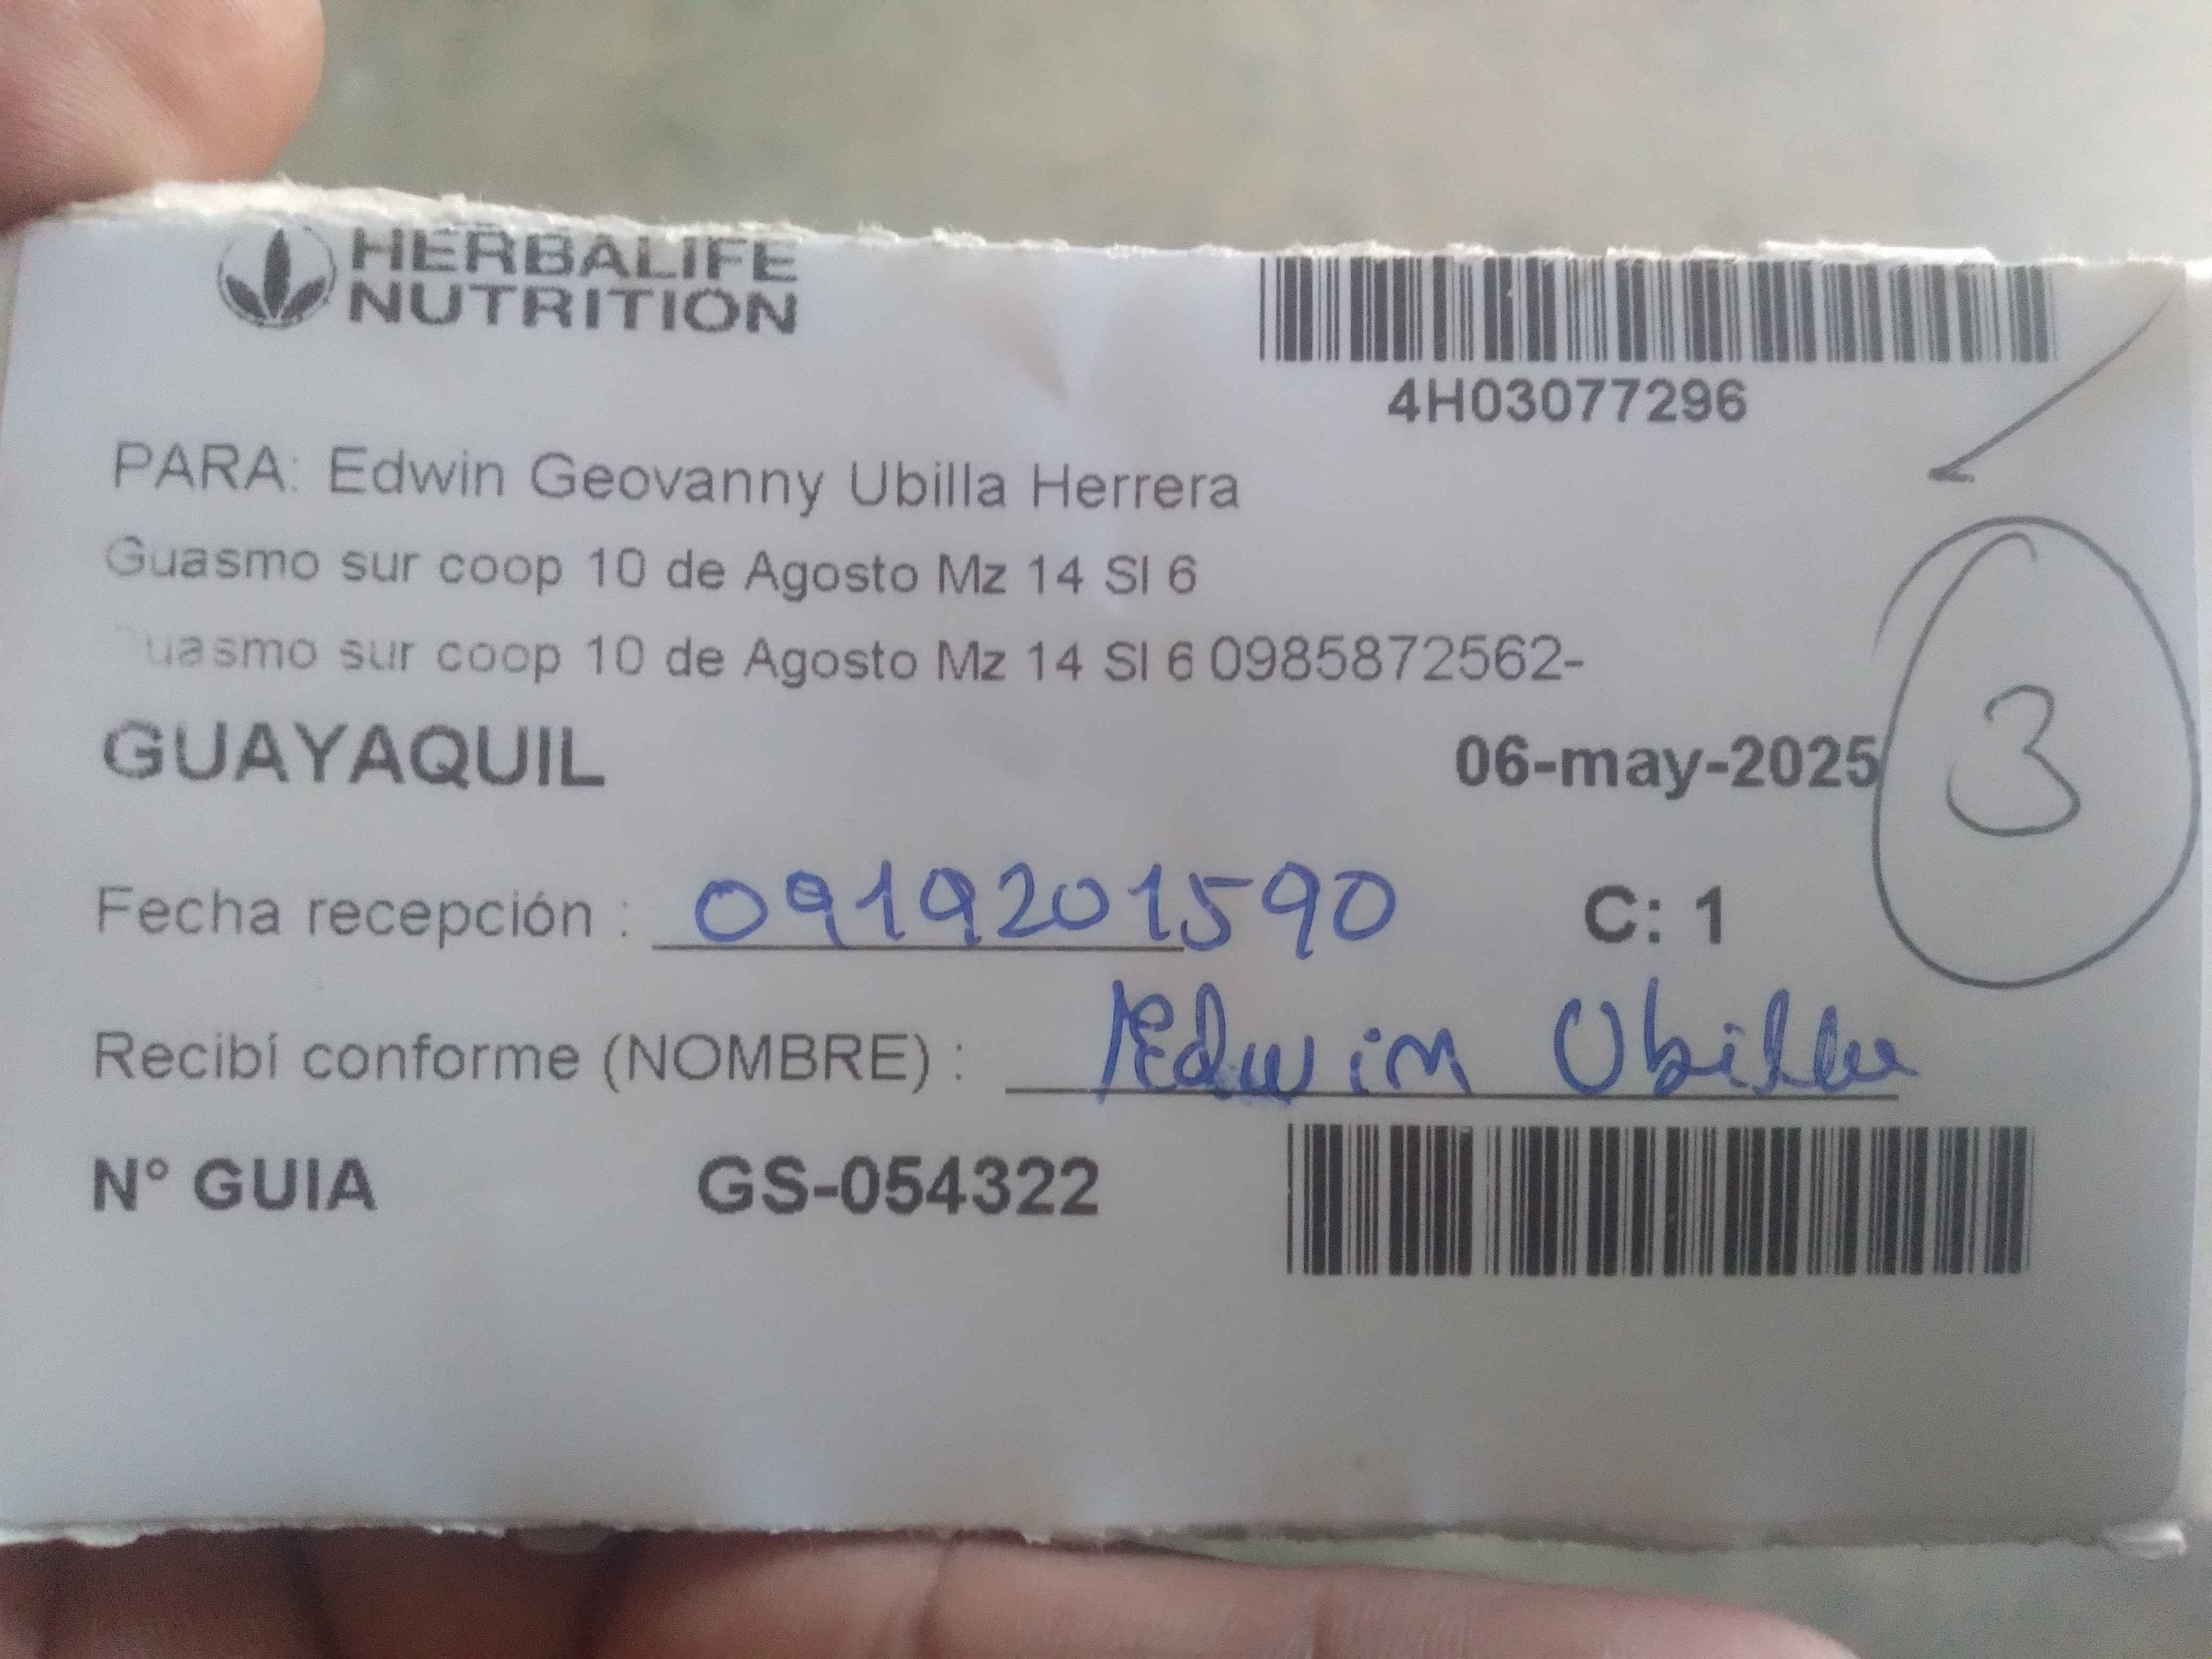 HERBALIFE
NUTRITION
4H03077296
PARA: Edwin Geovanny Ubilla Herrera
Guasmo sur coop 10 de Agosto Mz 14 Sl 6
Guasmo sur coop 10 de Agosto Mz 14 Sl 6 0985872562-
GUAYAQUIL 06-may-2025
3
Fecha recepción : 0919201590 C: 1
Recibí conforme (NOMBRE) : Edwin Ubilla
N° GUIA GS-054322